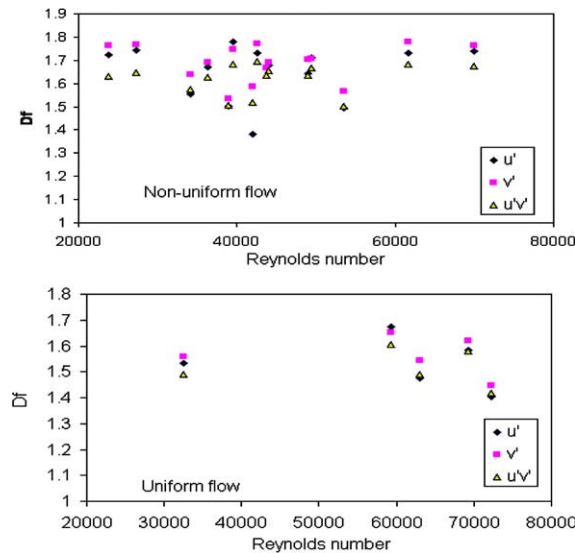 1.9
1.8
1.7
1.6
1.5
1.4
1.3
1.2
1.1
1
Df
Non-uniform flow
u'
v'
u'v'
20000 40000 60000 80000
Reynolds number
1.8
1.7
1.6
1.5
1.4
1.3
1.2
1.1
1
Df
Uniform flow
u'
v'
u'v'
20000 30000 40000 50000 60000 70000 80000
Reynolds number